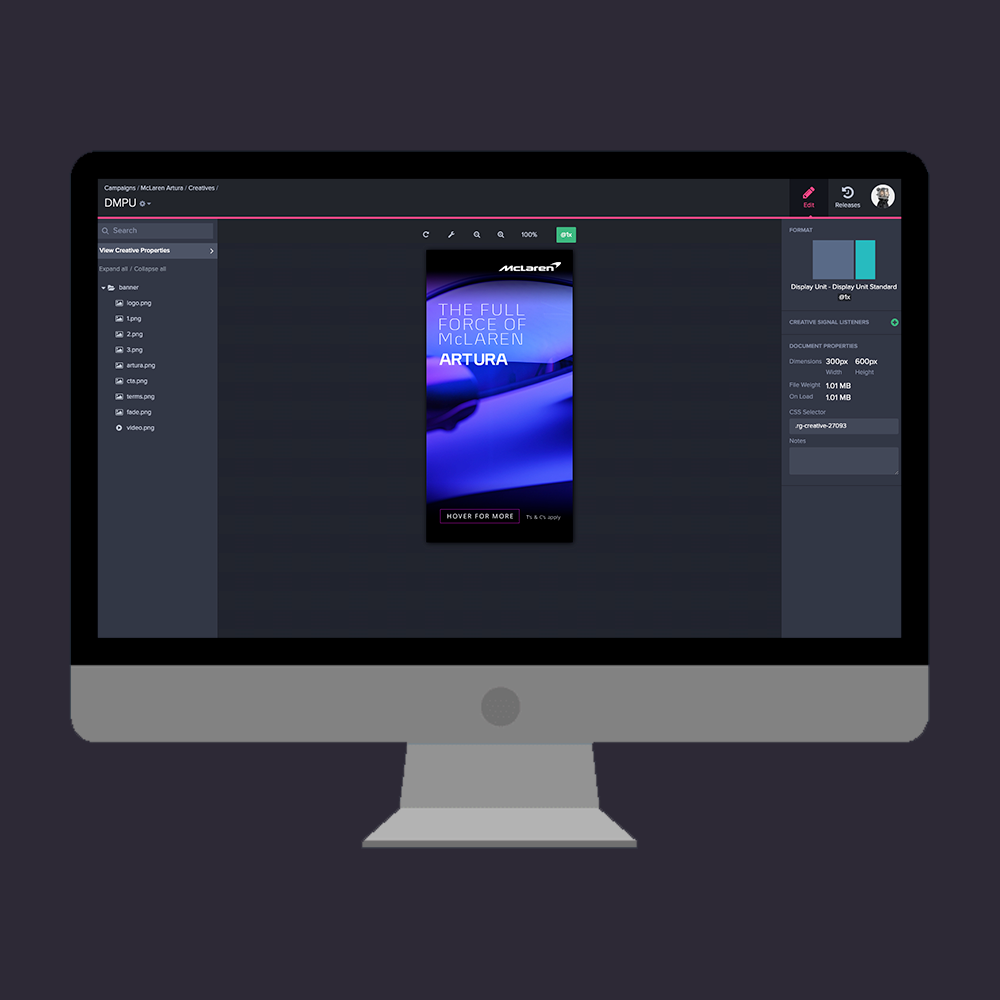 Campaigns / McLaren Artura / Creatives /
DMPU
Edit
Releases
Search
View Creative Properties
Expand all / Collapse all
banner
logo.png
1.png
2.png
3.png
artura.png
cta.png
terms.png
fade.png
video.png
100%
@1x
McLaren
THE FULL
FORCE OF
McLAREN
ARTURA
HOVER FOR MORE
T's & C's apply
FORMAT
Display Unit - Display Unit Standard
@1x
CREATIVE SIGNAL LISTENERS
DOCUMENT PROPERTIES
Dimensions 300px 600px
Width Height
File Weight 1.01 MB
On Load 1.01 MB
CSS Selector
.rg-creative-27093
Notes